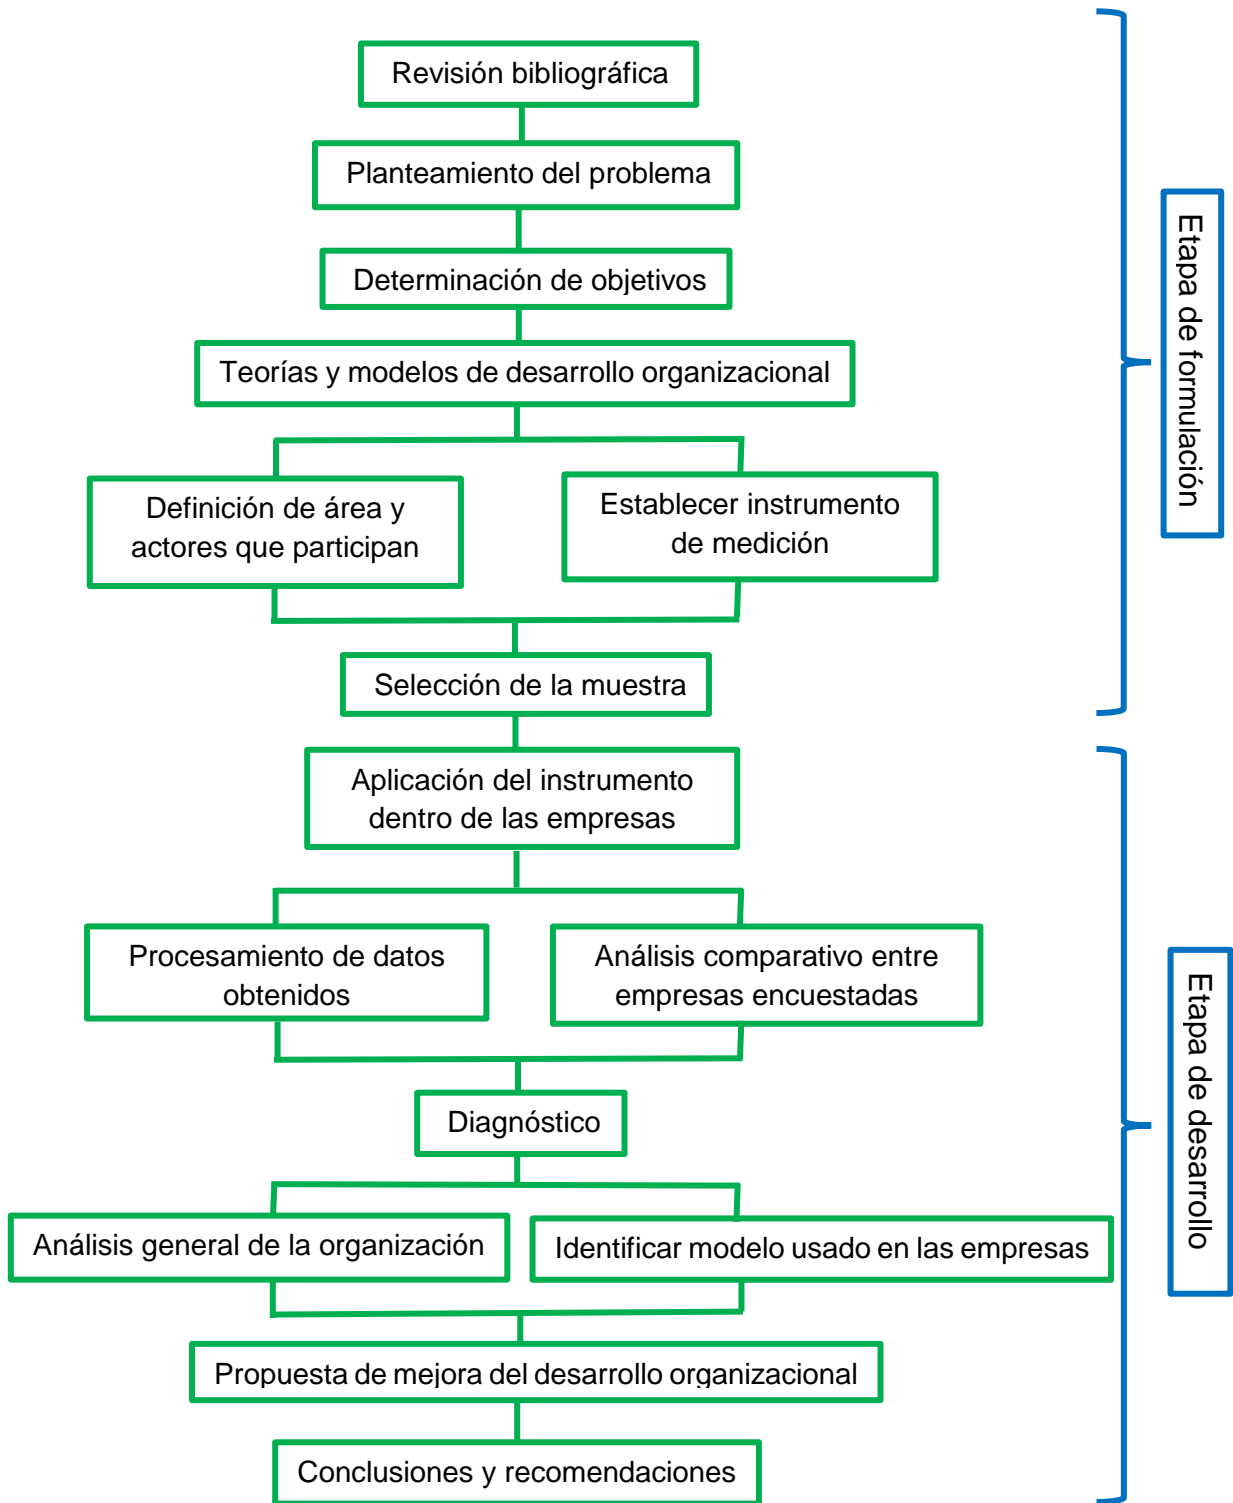 Revisión bibliográfica
Planteamiento del problema
Determinación de objetivos
Teorías y modelos de desarrollo organizacional
Definición de área y
actores que participan
Establecer instrumento
de medición
Selección de la muestra
Etapa de formulación
Aplicación del instrumento
dentro de las empresas
Procesamiento de datos
obtenidos
Análisis comparativo entre
empresas encuestadas
Diagnóstico
Análisis general de la organización
Identificar modelo usado en las empresas
Propuesta de mejora del desarrollo organizacional
Conclusiones y recomendaciones
Etapa de desarrollo